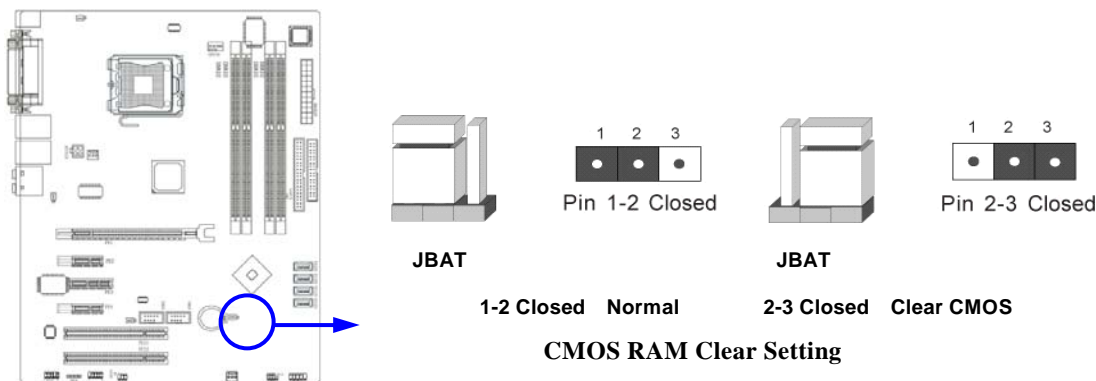 1 2 3
Pin 1-2 Closed
1 2 3
Pin 2-3 Closed
JBAT
JBAT
1-2 Closed Normal
2-3 Closed Clear CMOS
CMOS RAM Clear Setting